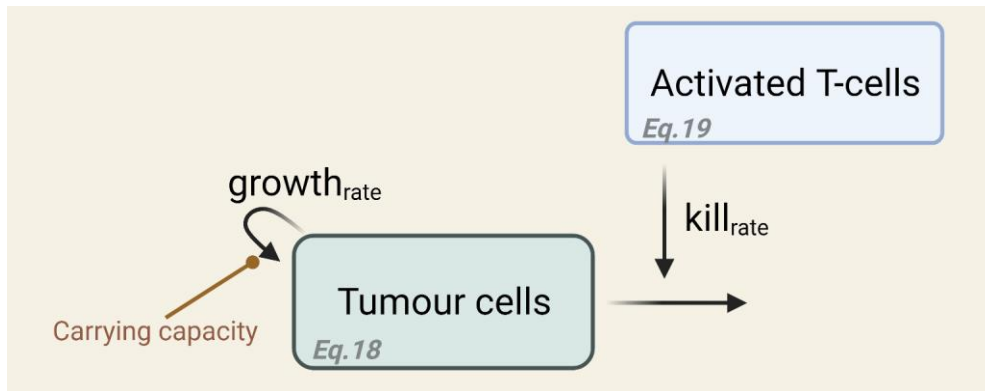 Activated T-cells
Eq.19
growthrate
killrate
Tumour cells
Carrying capacity
Eq.18